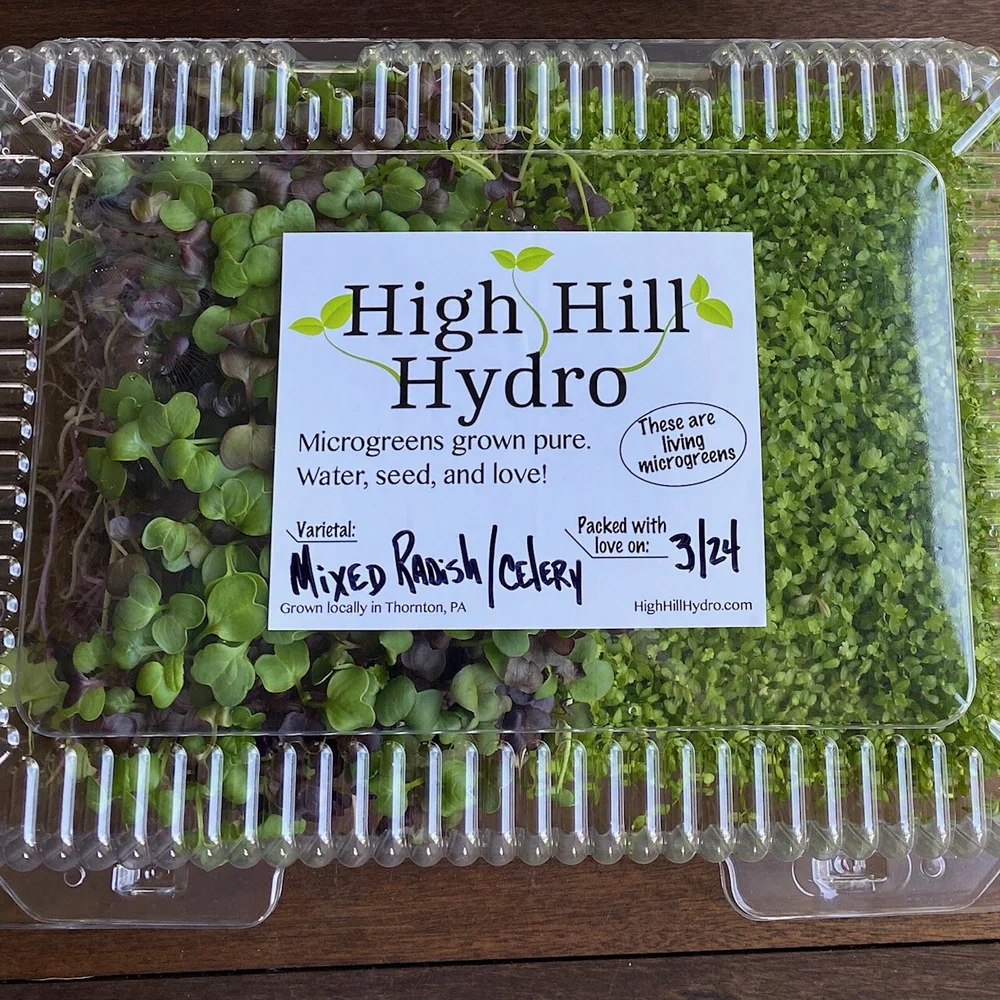 High Hill
Hydro
Microgreens grown pure.
Water, seed, and love!
These are
living
microgreens
Varietal:
Mixed Radish/Celery
Packed with
love on:
3/24
Grown locally in Thornton, PA
HighHillHydro.com